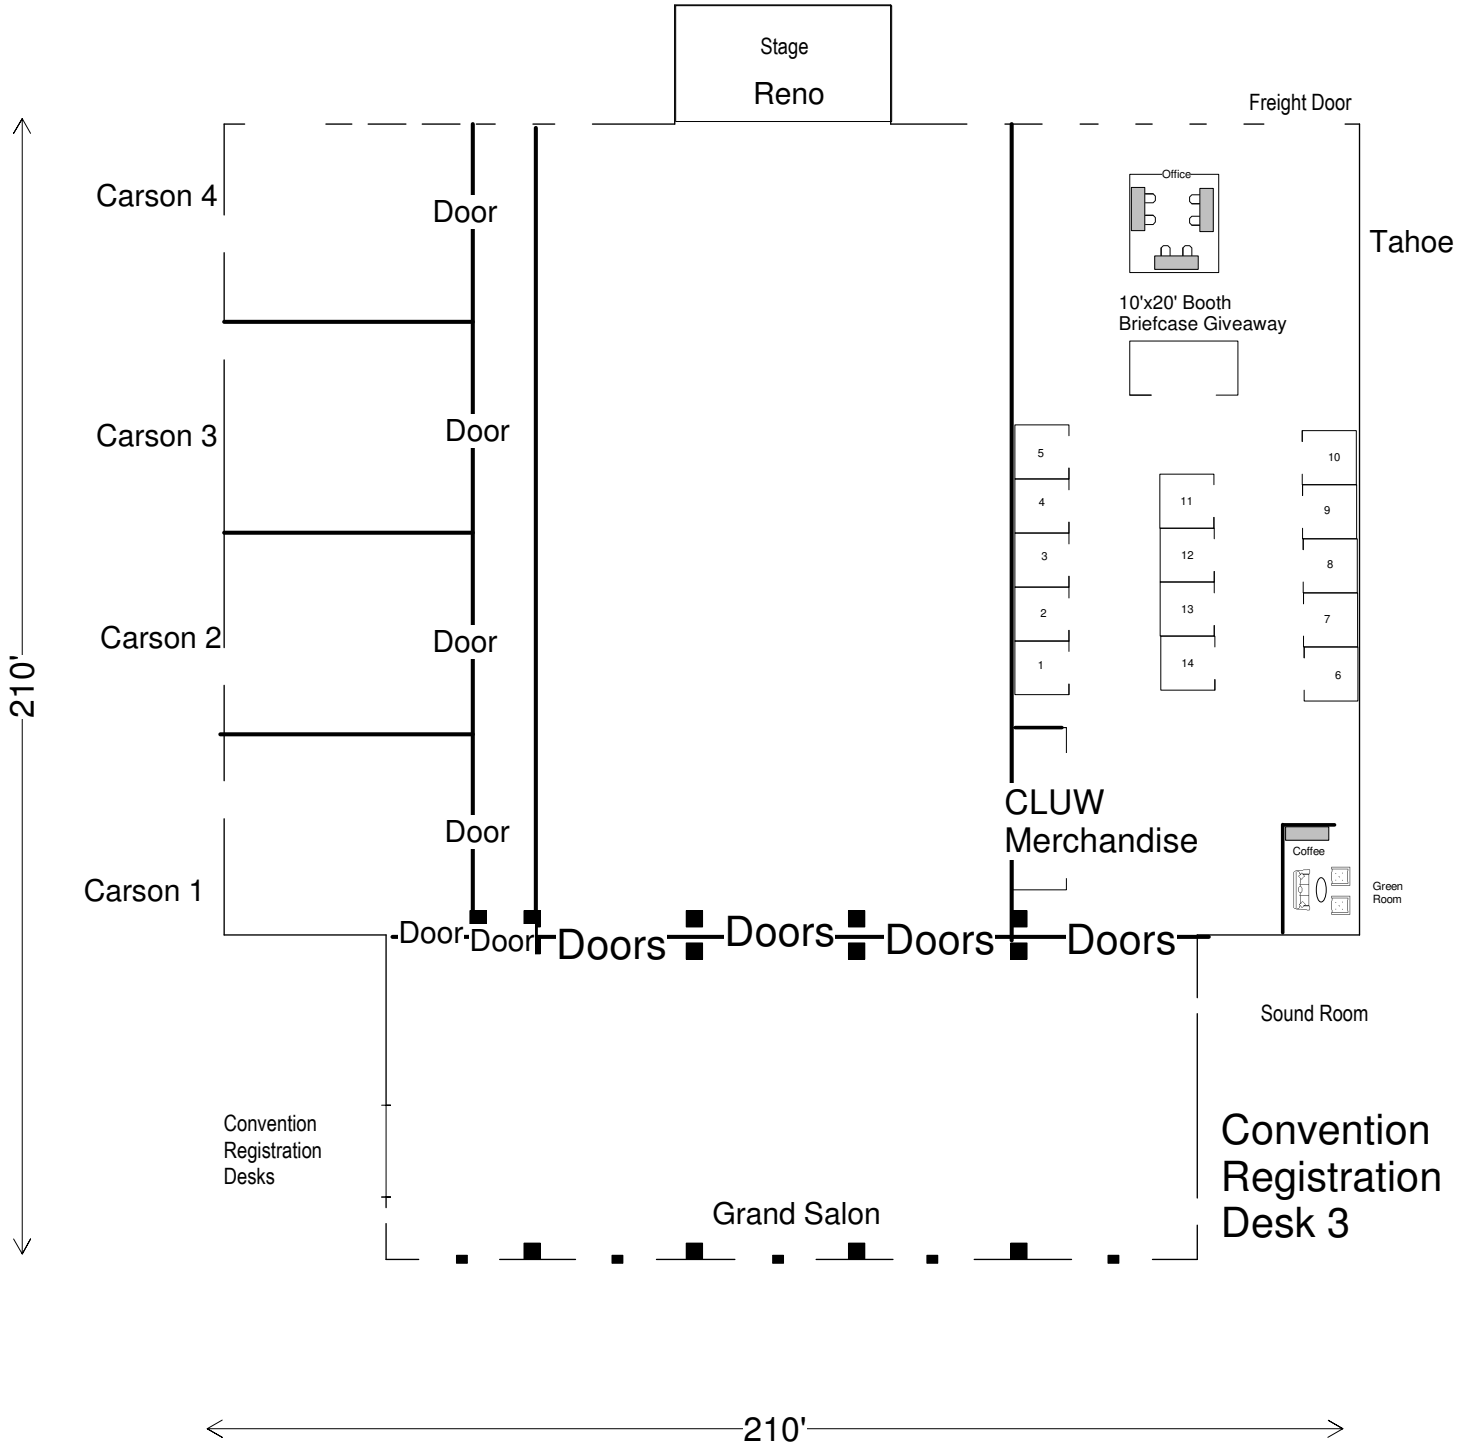 Stage
Reno
Freight Door
Office
Carson 4
Door
Tahoe
10'x20' Booth
Briefcase Giveaway
Carson 3
Door
5
10
4
11
9
3
12
8
2
13
7
Carson 2
Door
1
14
6
210'
CLUW
Merchandise
Door
Coffee
Carson 1
Green
Room
Door
Door
Doors
Doors
Doors
Doors
Sound Room
Convention
Registration
Desks
Convention
Registration
Desk 3
Grand Salon
210'